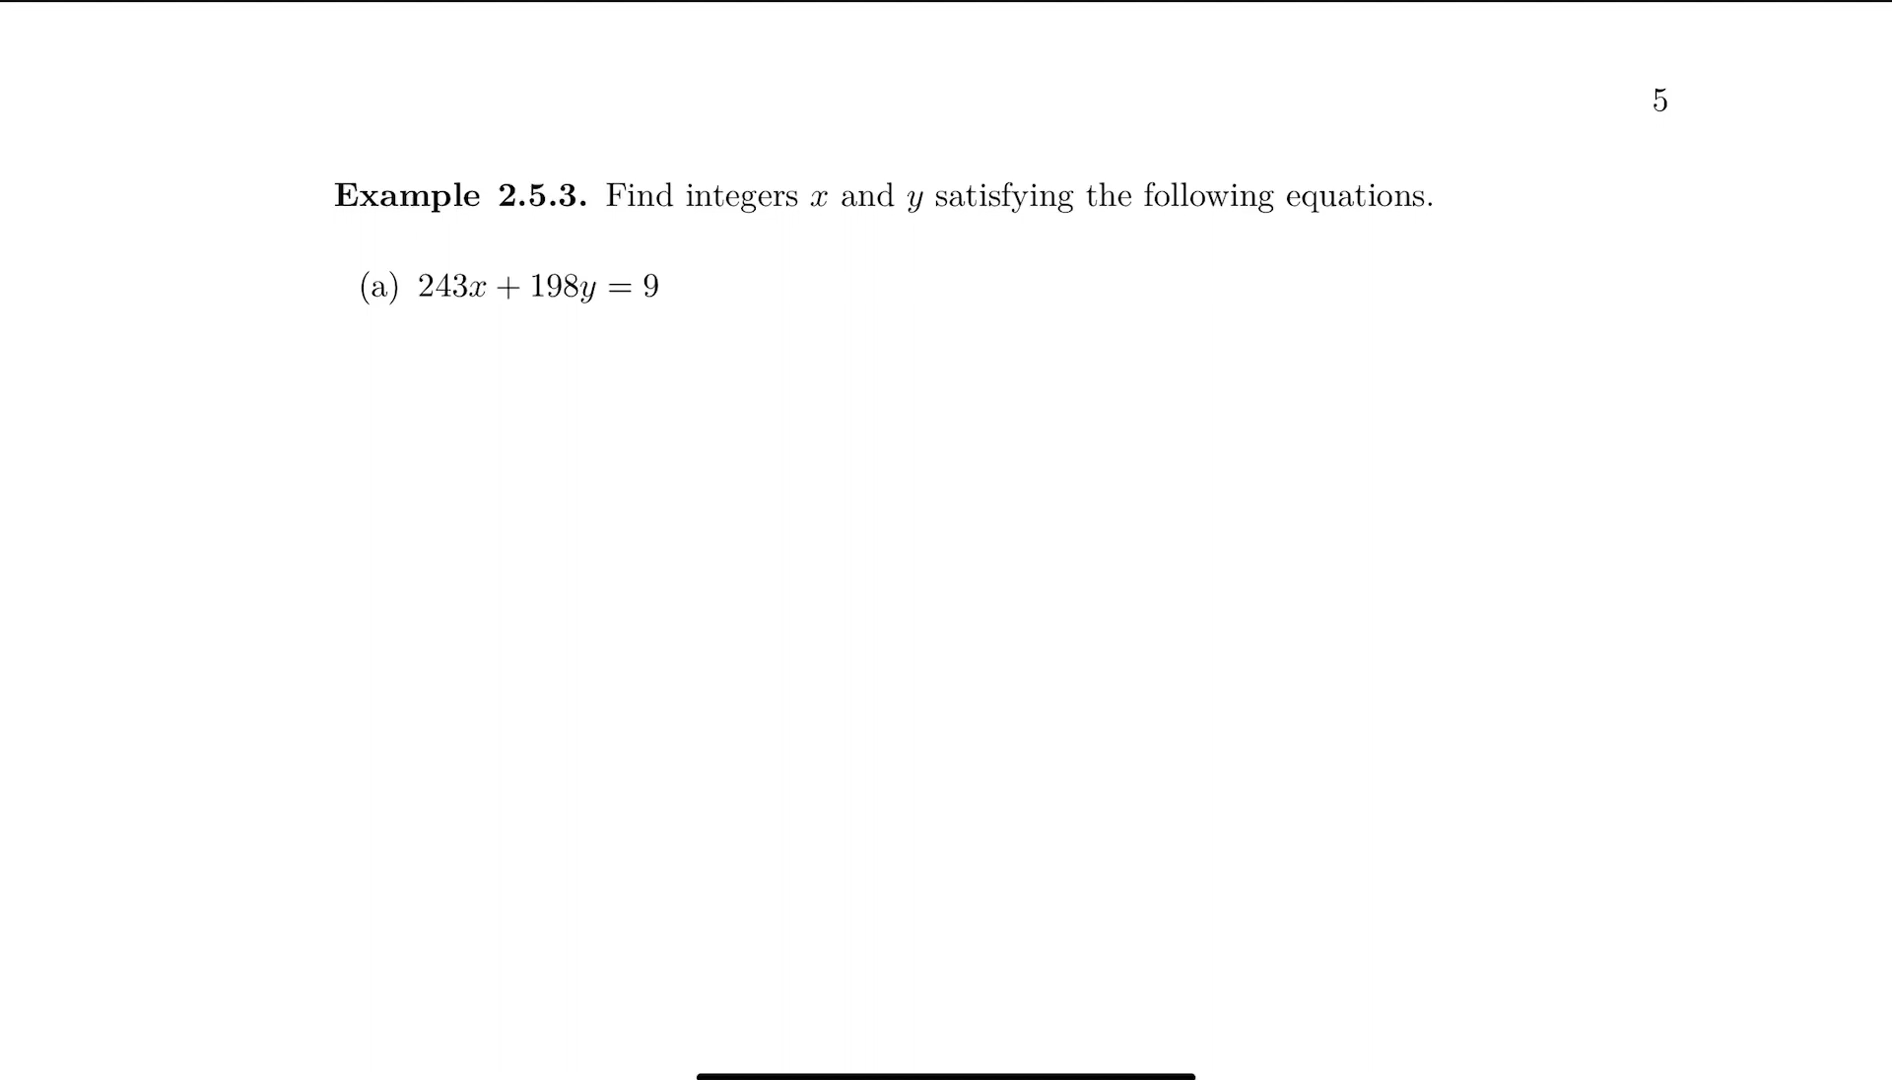 5
Example 2.5.3. Find integers x and y satisfying the following equations.
(a) 243x + 198y = 9